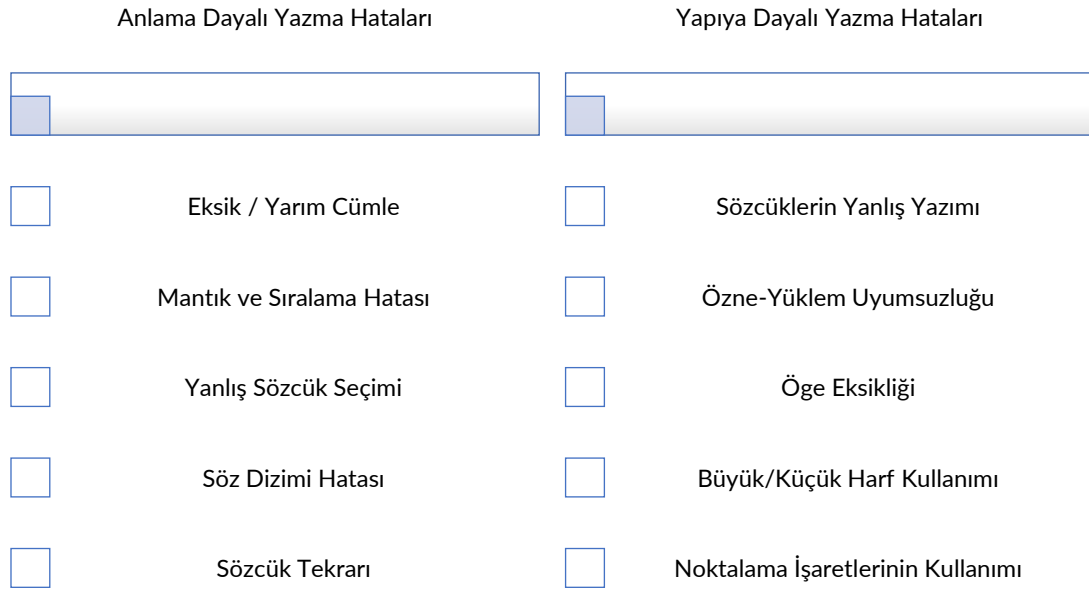 Anlama Dayalı Yazma Hataları
Eksik / Yarım Cümle
Mantık ve Sıralama Hatası
Yanlış Sözcük Seçimi
Söz Dizimi Hatası
Sözcük Tekrarı
Yapıya Dayalı Yazma Hataları
Sözcüklerin Yanlış Yazımı
Özne-Yüklem Uyumsuzluğu
Öge Eksikliği
Büyük/Küçük Harf Kullanımı
Noktalama İşaretlerinin Kullanımı